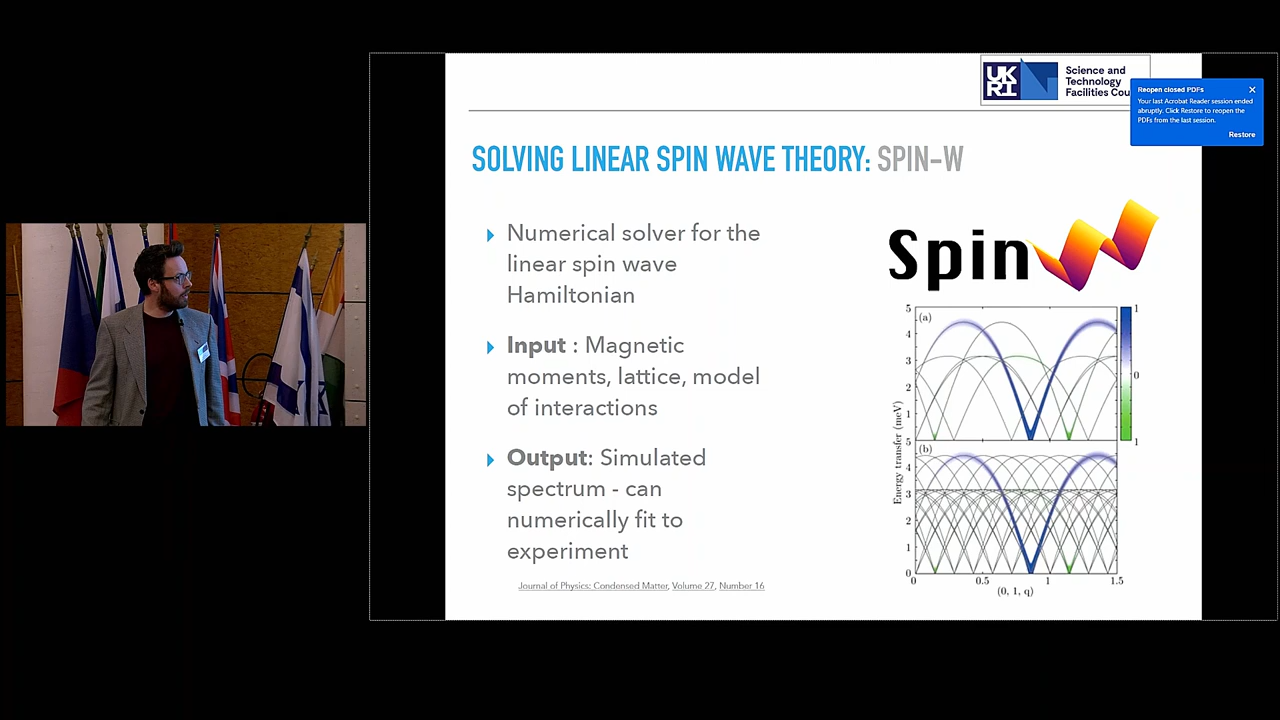 UK
RI
Science and
Technology
Facilities Cou
Reopen closed PDFs
Your last Acrobat Reader session ended
abruptly. Click Restore to reopen the
PDFs from the last session.
Restore
SOLVING LINEAR SPIN WAVE THEORY: SPIN-W
Numerical solver for the
linear spin wave
Hamiltonian
Input : Magnetic
moments, lattice, model
of interactions
Output: Simulated
spectrum - can
numerically fit to
experiment
Journal of Physics: Condensed Matter, Volume 27, Number 16
SpinW
(a)
5
4
3
2
1
5
1
0
1
(b)
4
3
2
1
0
Energy transfer (meV)
0 0.5 1 1.5
(0, 1, q)